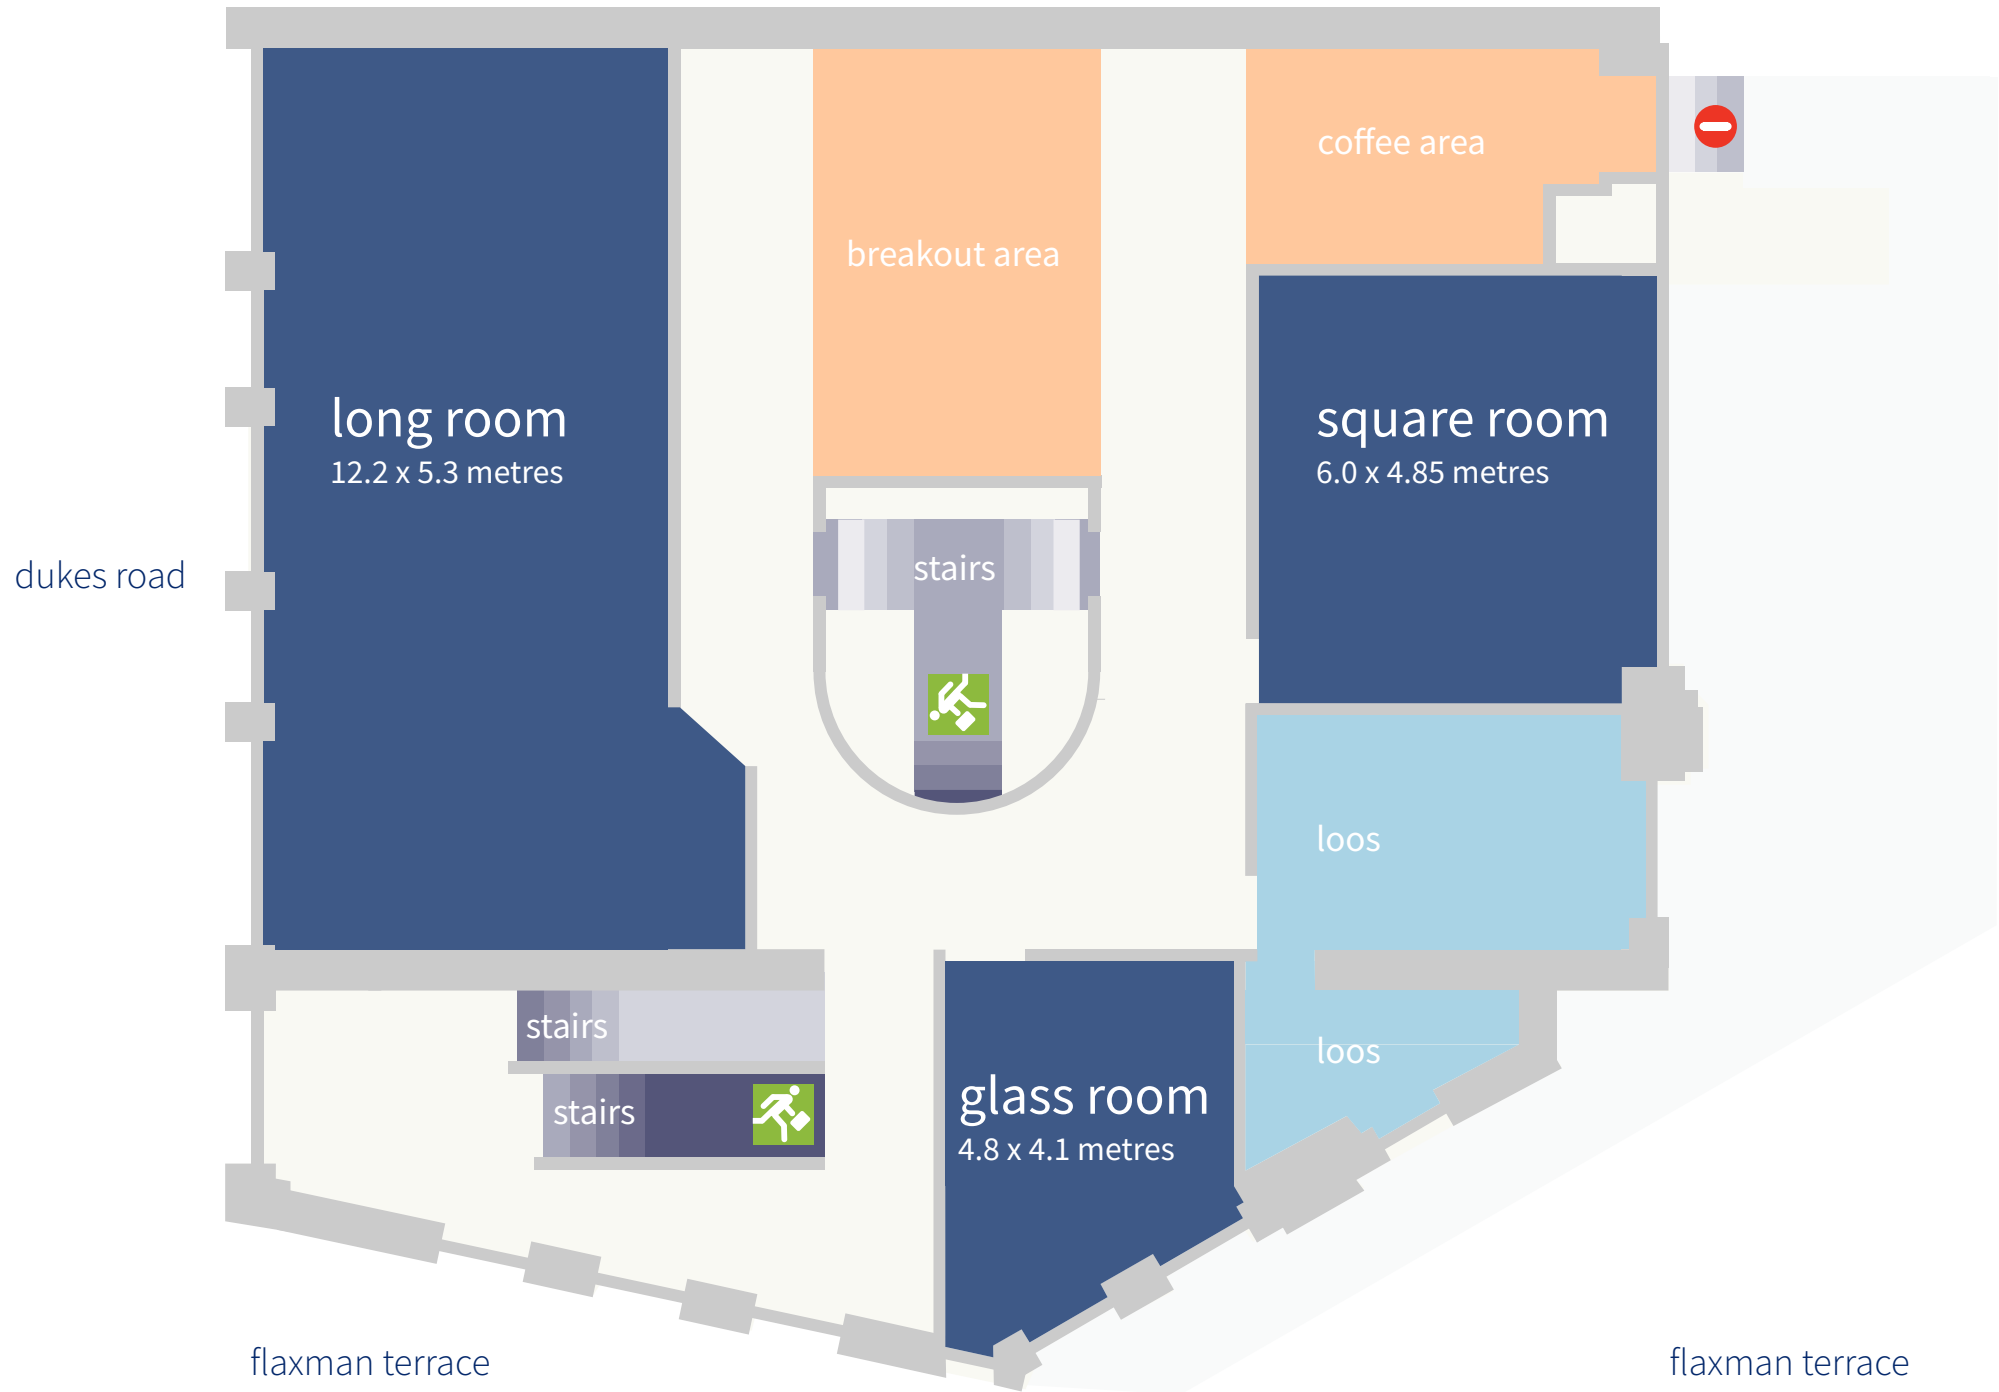 coffee area
breakout area
long room
12.2 x 5.3 metres
square room
6.0 x 4.85 metres
dukes road
stairs
loos
stairs
loos
glass room
4.8 x 4.1 metres
stairs
flaxman terrace
flaxman terrace